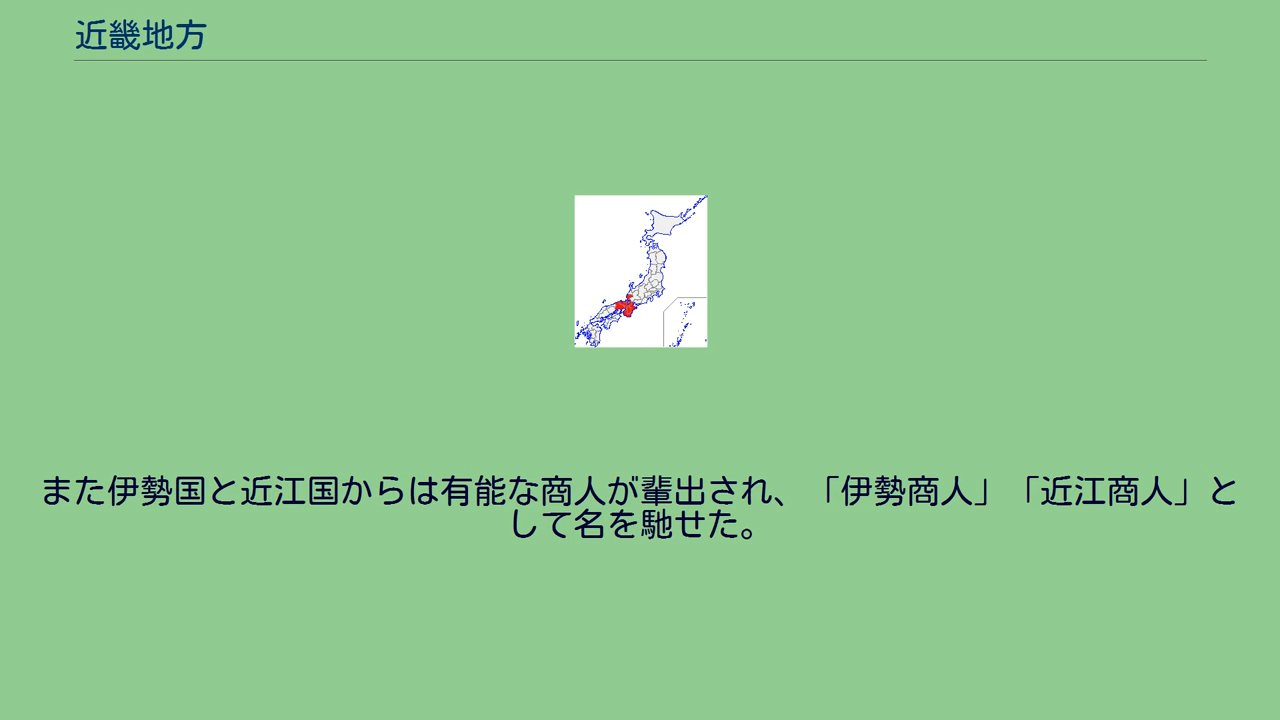 近畿地方
また伊勢国と近江国からは有能な商人が輩出され、「伊勢商人」「近江商人」と
して名を馳せた。